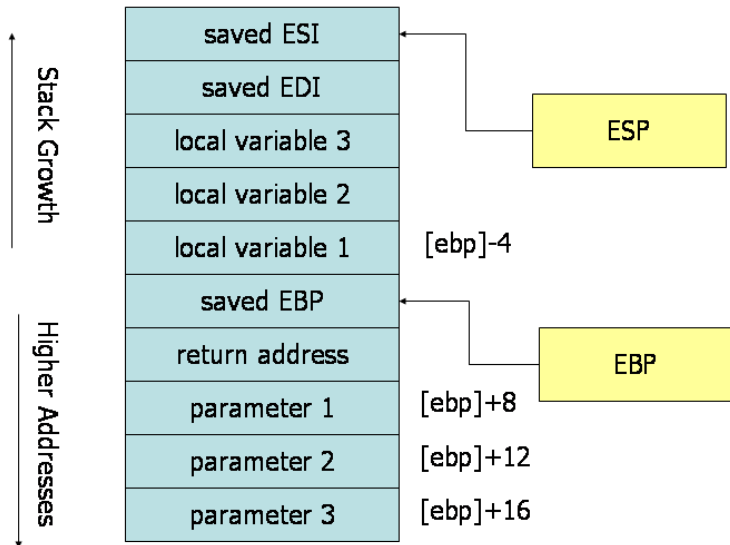 saved ESI
saved EDI
local variable 3
local variable 2
local variable 1
saved EBP
return address
parameter 1
parameter 2
parameter 3
Stack Growth
Higher Addresses
[ebp]-4
[ebp]+8
[ebp]+12
[ebp]+16
ESP
EBP